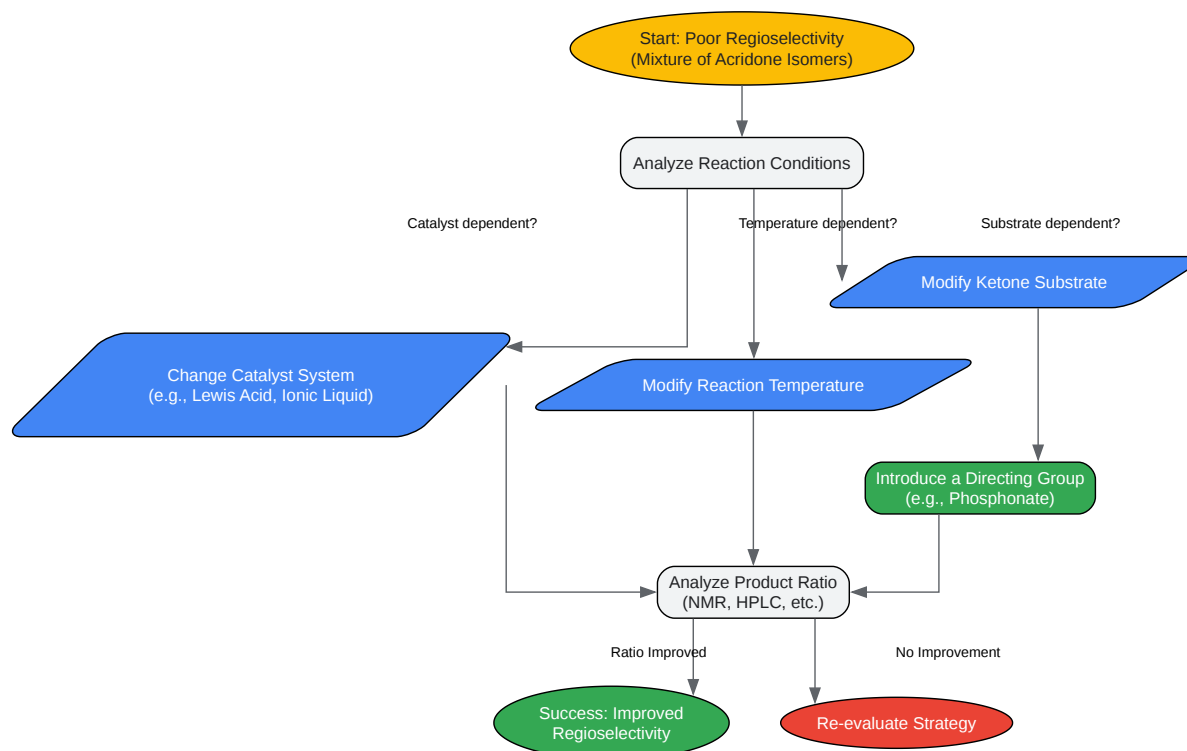 Start: Poor Regioselectivity
(Mixture of Acridone Isomers)
Analyze Reaction Conditions
Catalyst dependent?
Temperature dependent?
Substrate dependent?
Modify Ketone Substrate
Change Catalyst System
(e.g., Lewis Acid, Ionic Liquid)
Modify Reaction Temperature
Introduce a Directing Group
(e.g., Phosphonate)
Analyze Product Ratio
(NMR, HPLC, etc.)
Ratio Improved
No Improvement
Success: Improved
Regioselectivity
Re-evaluate Strategy